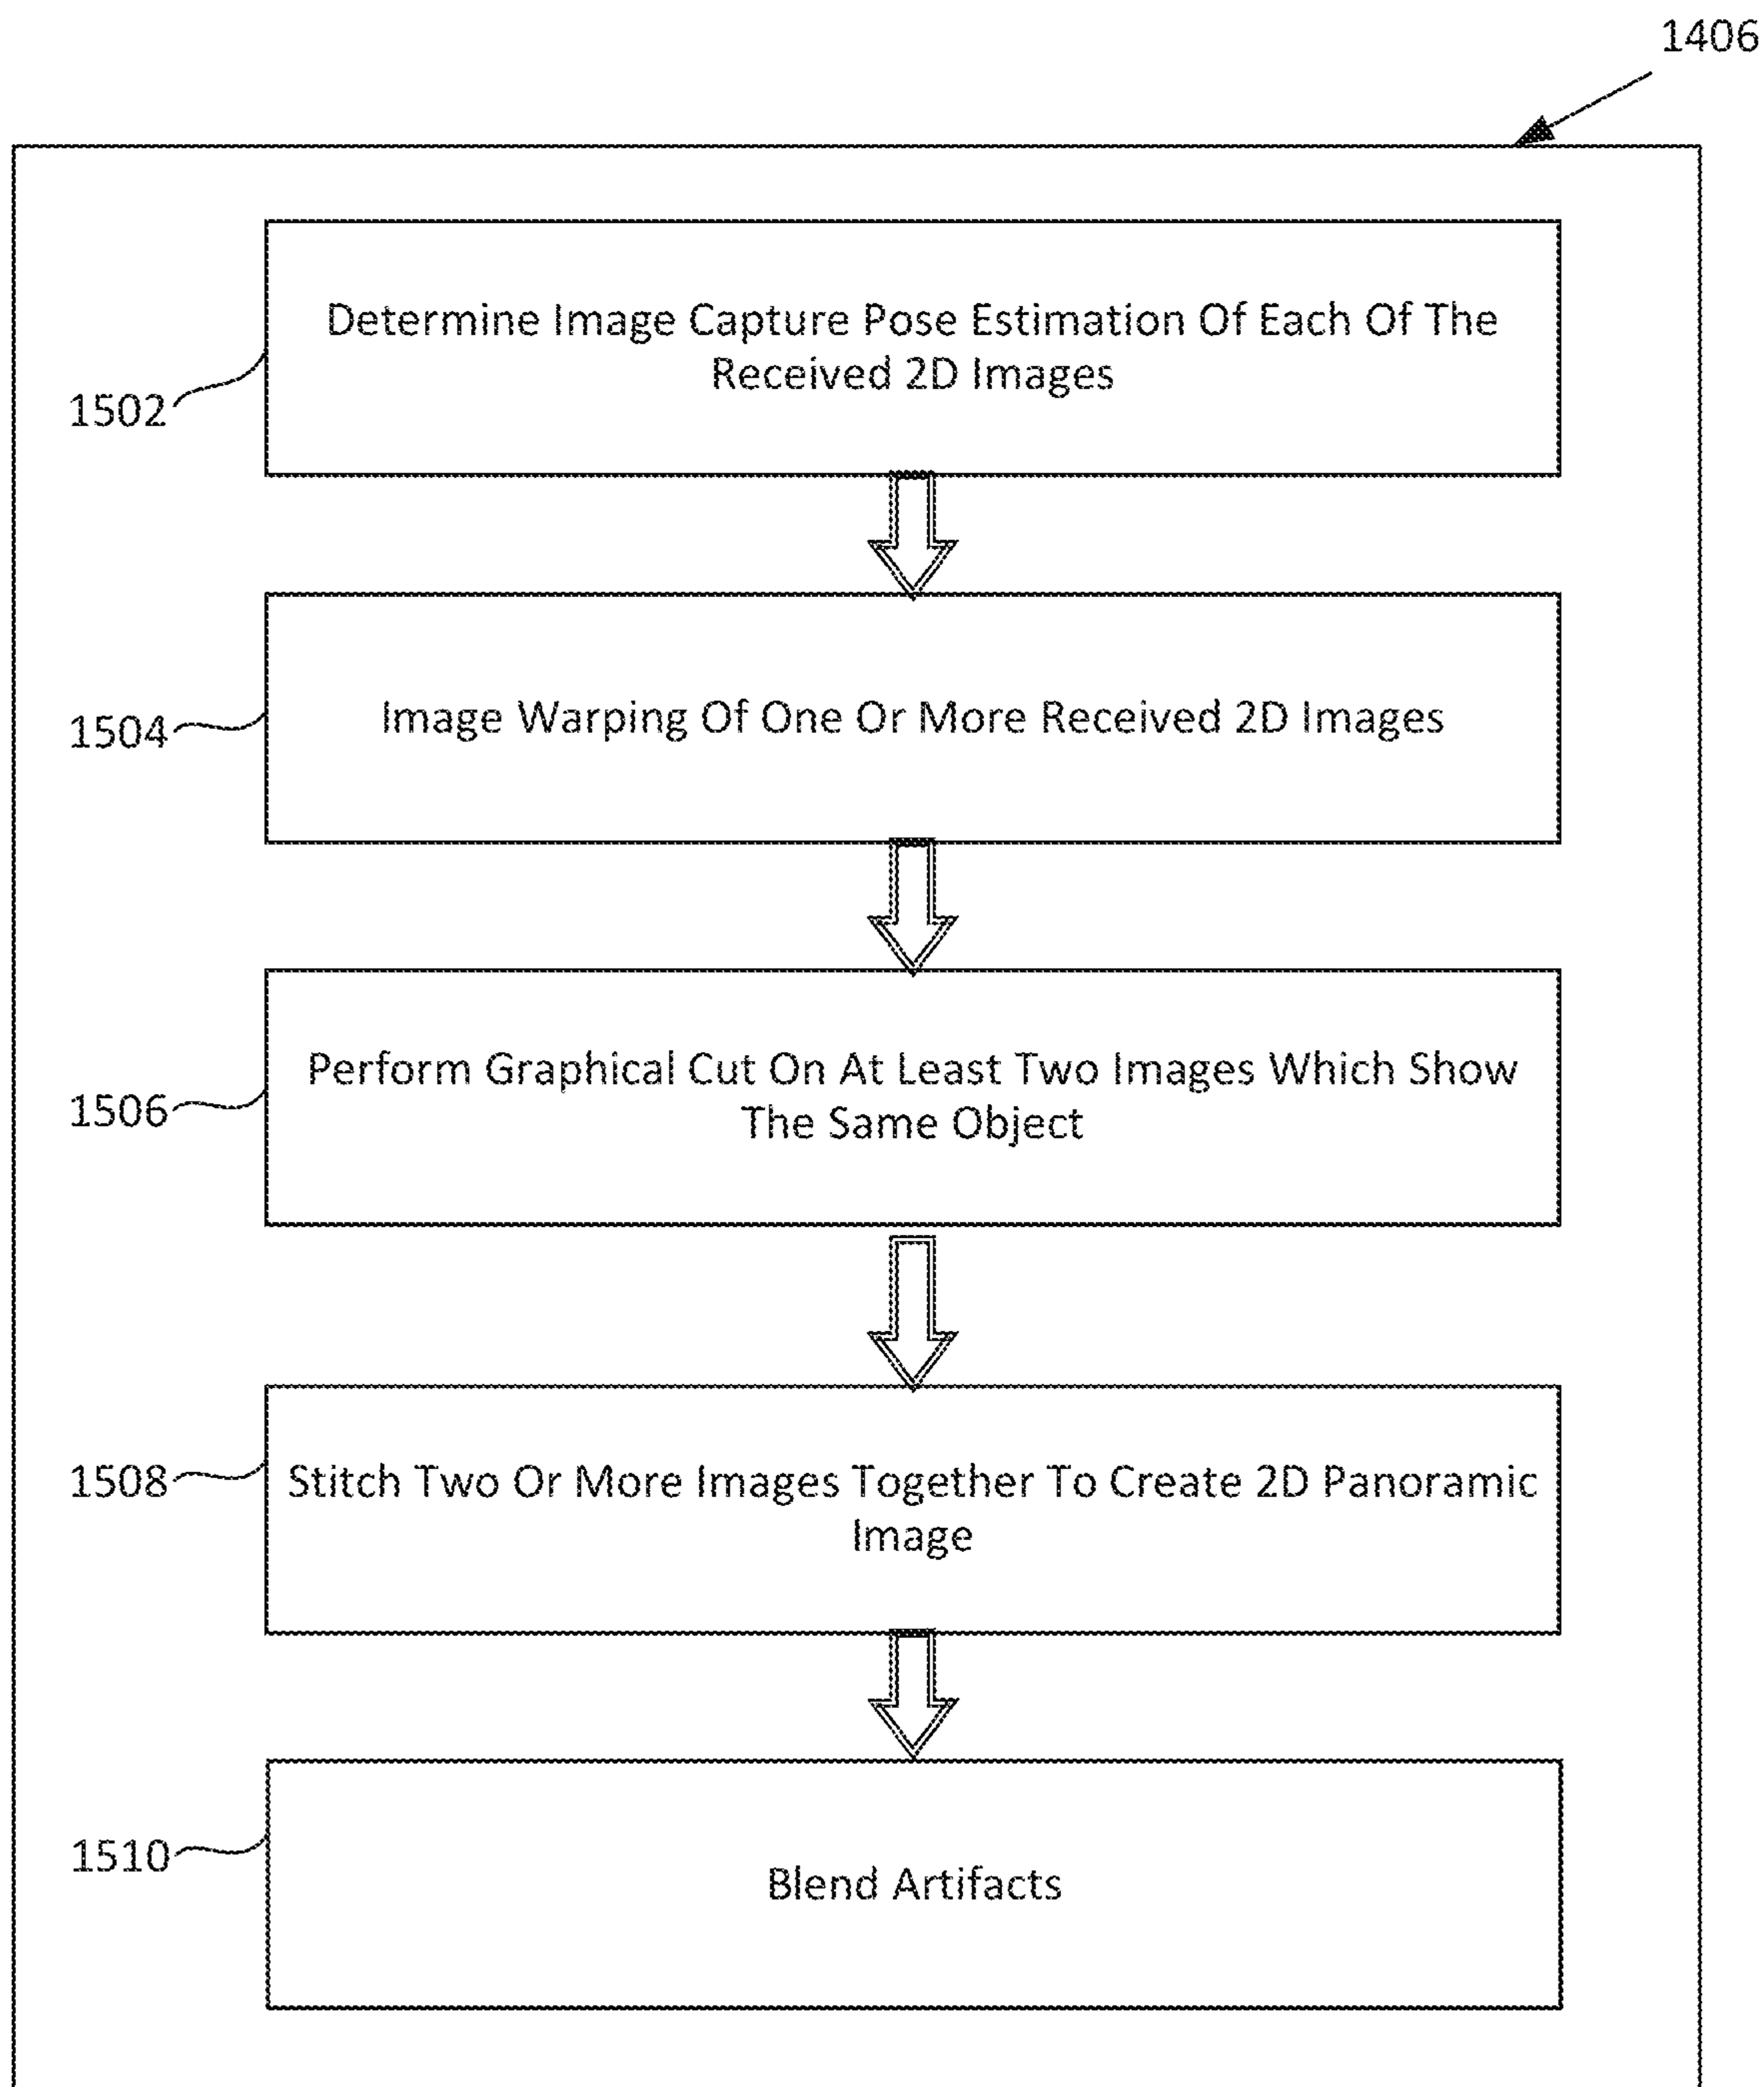 1406
Determine Image Capture Pose Estimation Of Each Of The
Received 2D Images
1502
Image Warping Of One Or More Received 2D Images
1504
Perform Graphical Cut On At Least Two Images Which Show
The Same Object
1506
Stitch Two Or More Images Together To Create 2D Panoramic
Image
1508
Blend Artifacts
1510